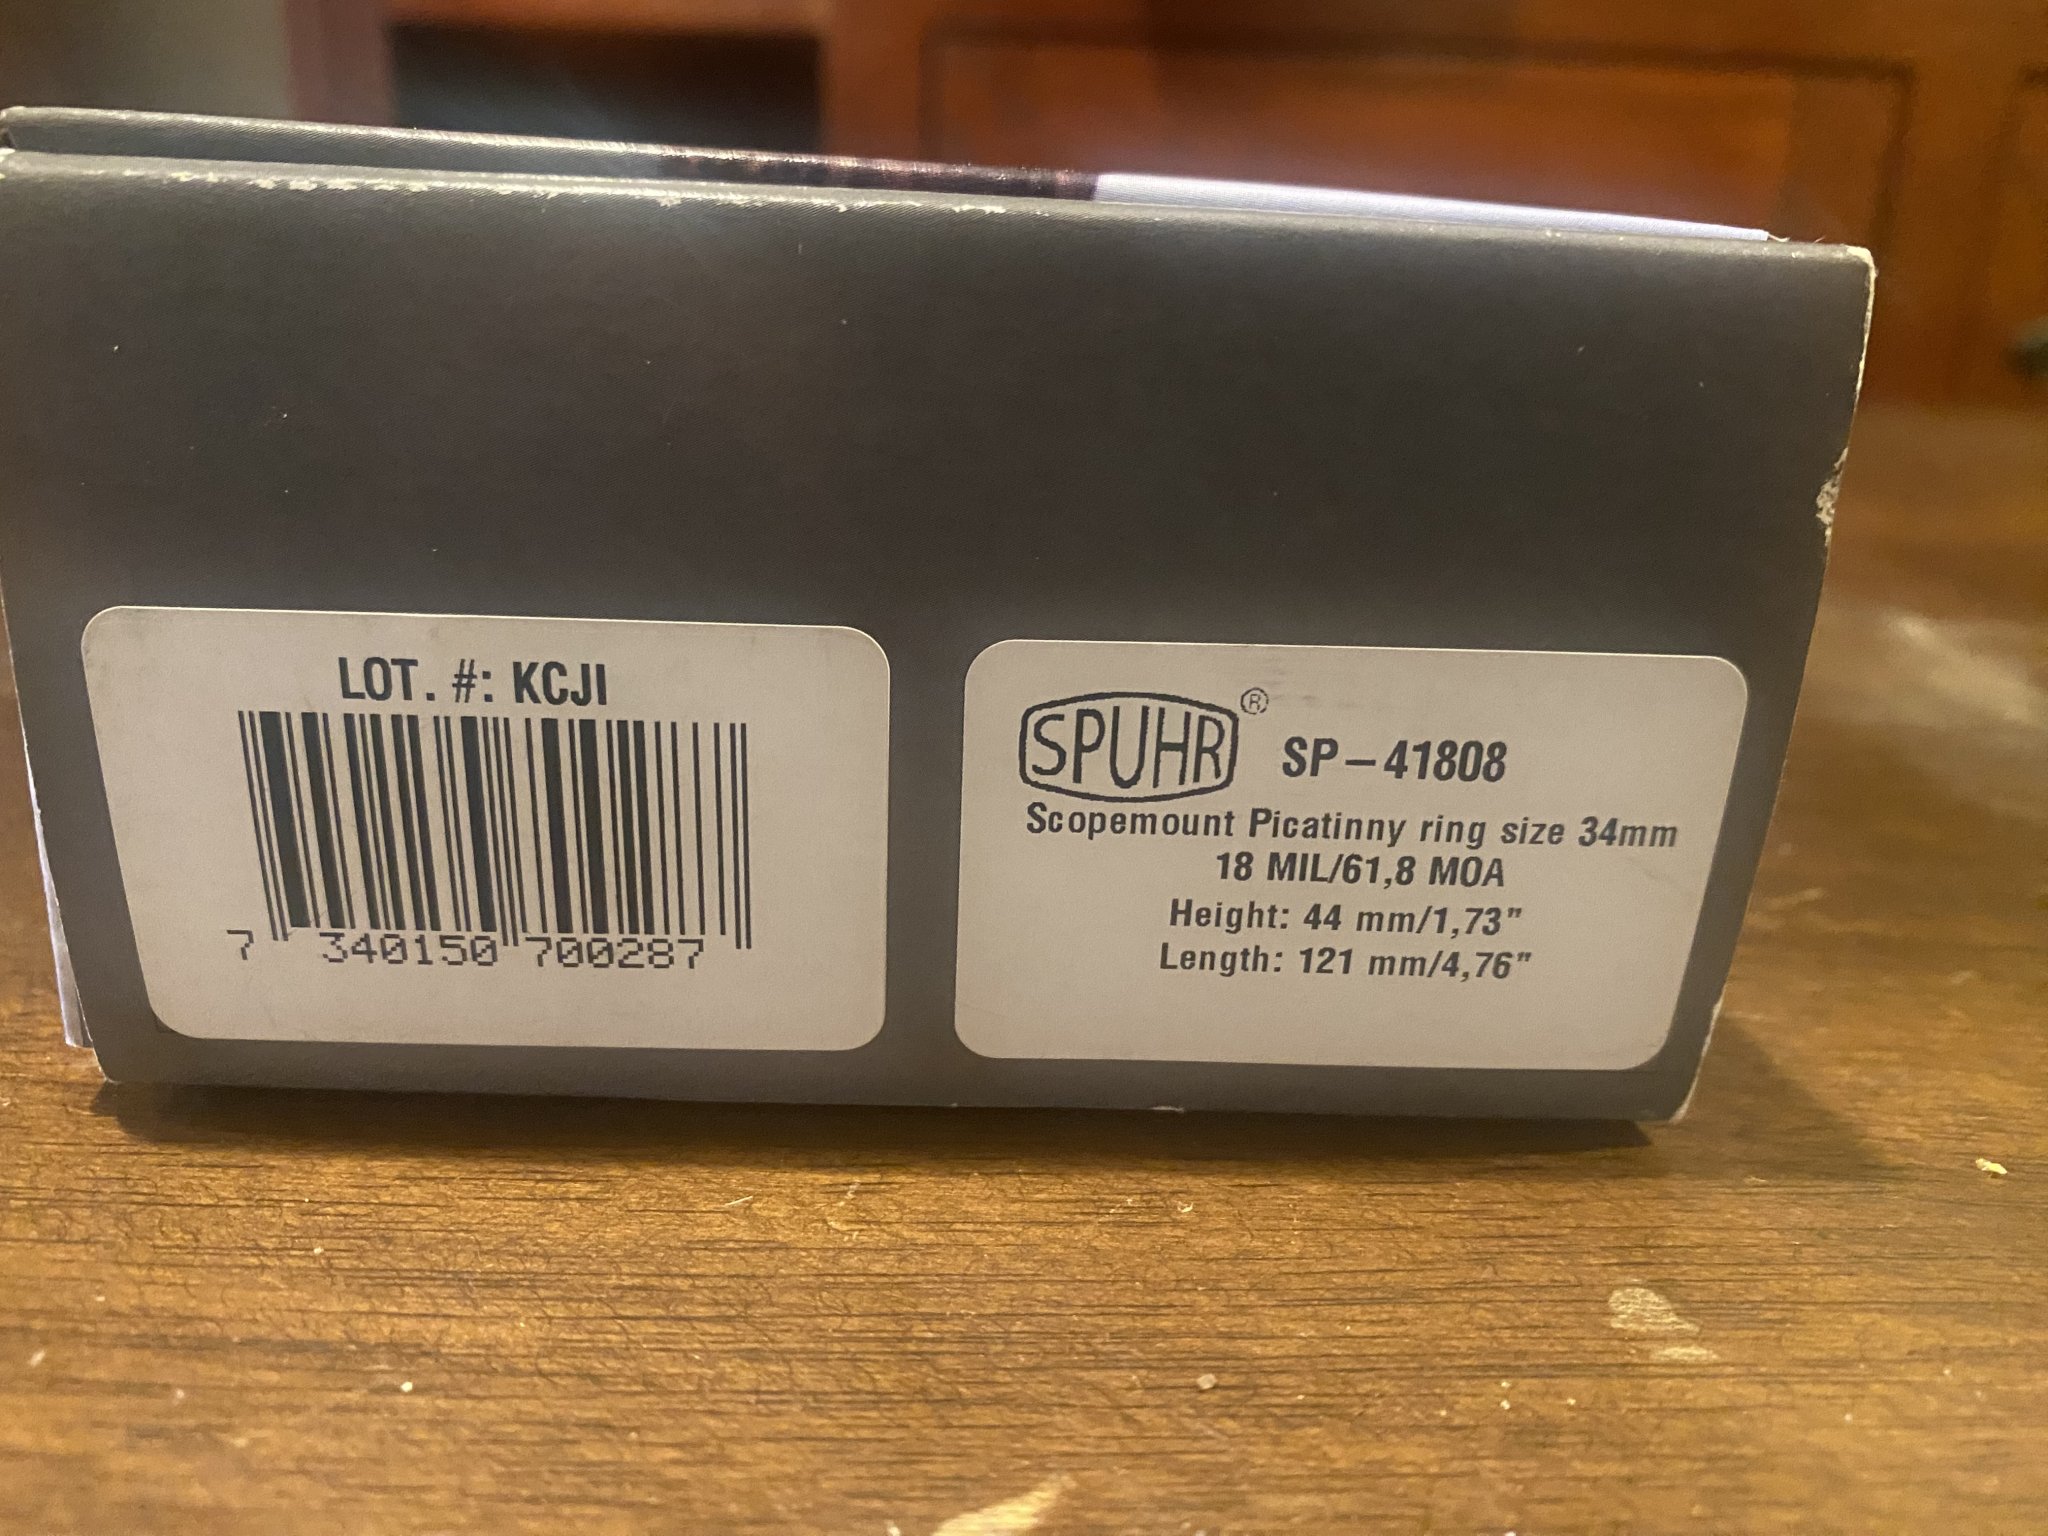 LOT. #: KCJI
7 340150 700287
SPUHR® SP-41808
Scopemount Picatinny ring size 34mm
18 MIL/61,8 MOA
Height: 44 mm/1,73"
Length: 121 mm/4,76"